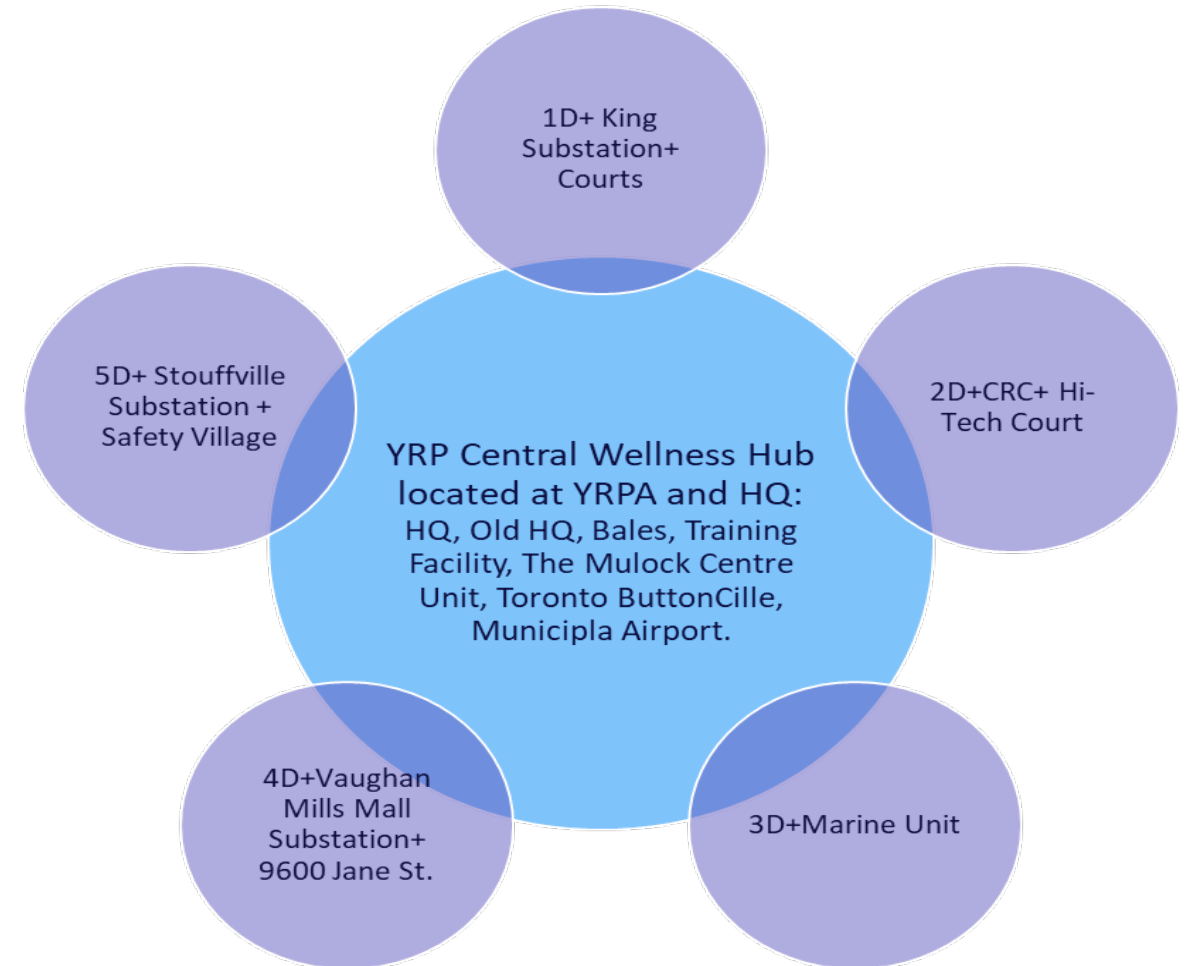 1D+ King
Substation+
Courts
5D+ Stouffville
Substation +
Safety Village
2D+CRC+ Hi-
Tech Court
YRP Central Wellness Hub
located at YRPA and HQ:
HQ, Old HQ, Bales, Training
Facility, The Mulock Centre
Unit, Toronto ButtonCille,
Municipla Airport.
4D+Vaughan
Mills Mall
Substation+
9600 Jane St.
3D+Marine Unit